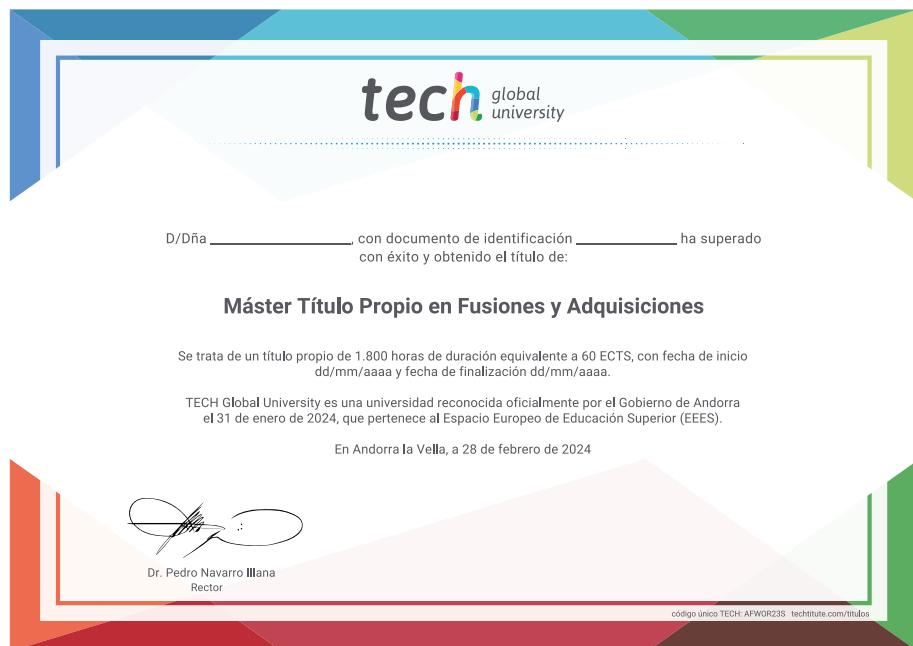 tech global university
D/Dña ________________, con documento de identificación ____________ ha superado
con éxito y obtenido el título de:
Máster Título Propio en Fusiones y Adquisiciones
Se trata de un título propio de 1.800 horas de duración equivalente a 60 ECTS, con fecha de inicio
dd/mm/aaaa y fecha de finalización dd/mm/aaaa.
TECH Global University es una universidad reconocida oficialmente por el Gobierno de Andorra
el 31 de enero de 2024, que pertenece al Espacio Europeo de Educación Superior (EEES).
En Andorra la Vella, a 28 de febrero de 2024
Dr. Pedro Navarro Illana
Rector
código único TECH: AFWOR23S techtitute.com/titulos